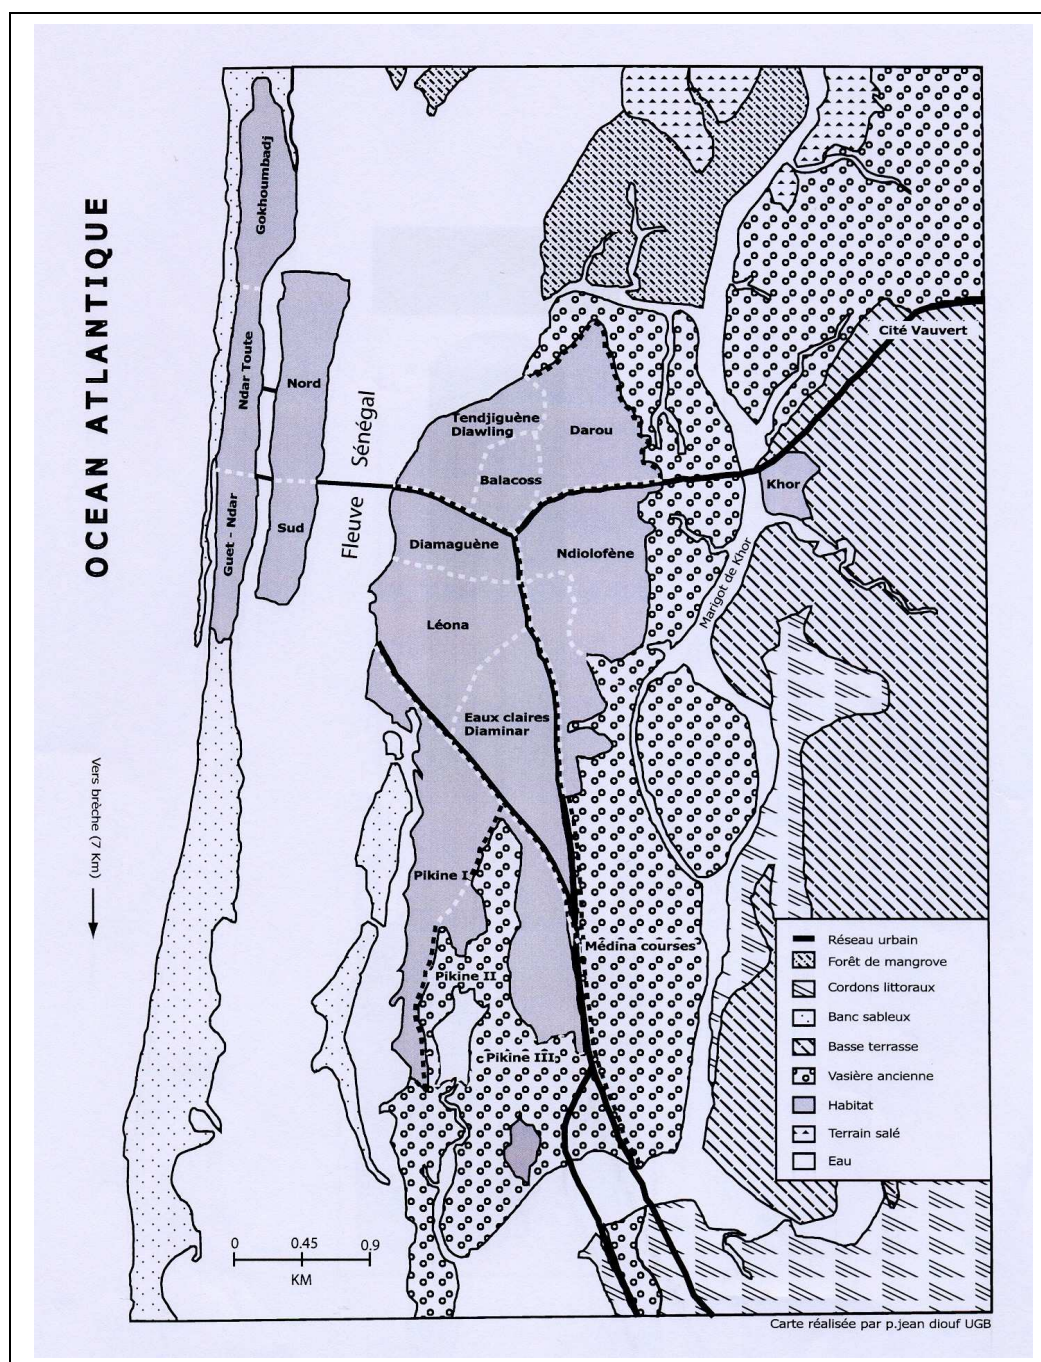 OCEAN ATLANTIQUE
Vers brèche (7 Km)
Gokhoumbadj
Ndar Toute
Guet - Ndar
Nord
Sud
Fleuve Sénégal
Tendjiguène
Diawling
Darou
Balacoss
Diamaguène
Ndiolofène
Léona
Eaux claires
Diaminar
Pikine I
Pikine II
Pikine III
Médina courses
Cité Vauvert
Khor
Marigot de Khor
Réseau urbain
Forêt de mangrove
Cordons littoraux
Banc sableux
Basse terrasse
Vasière ancienne
Habitat
Terrain salé
Eau
0 0.45 0.9
KM
Carte réalisée par p.jean diouf UGB